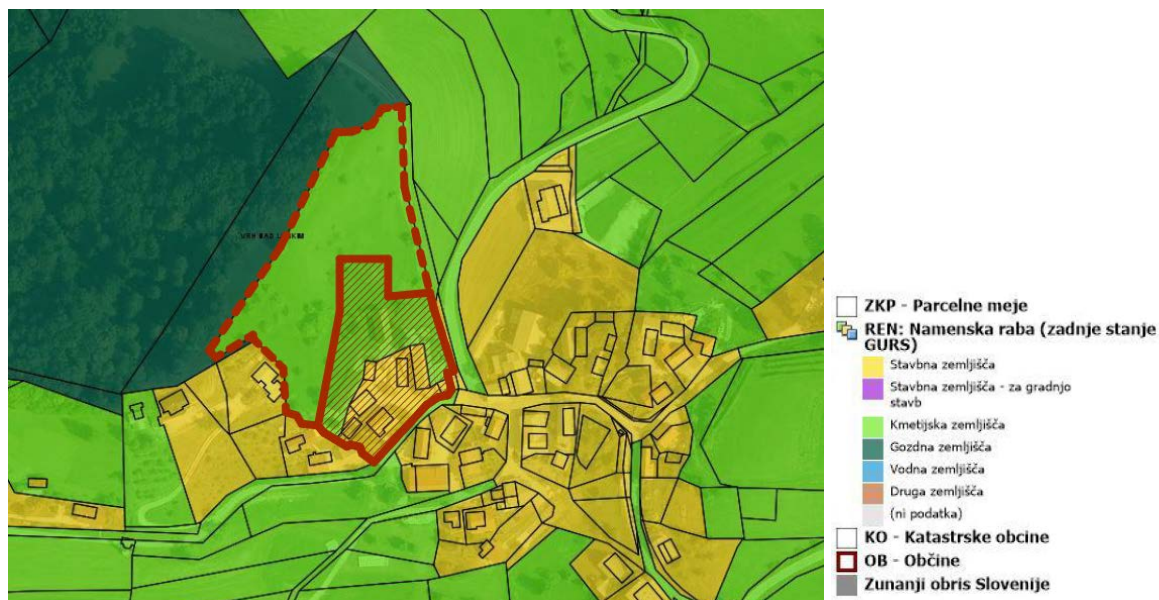 ZKP - Parcelne meje
REN: Namenska raba (zadnje stanje
GURS)
Stavbna zemljišča
Stavbna zemljišča - za gradnjo
stavb
Kmetijska zemljišča
Gozdna zemljišča
Vodna zemljišča
Druga zemljišča
(ni podatka)
KO - Katastrske obcine
OB - Občine
Zunanji obris Slovenije